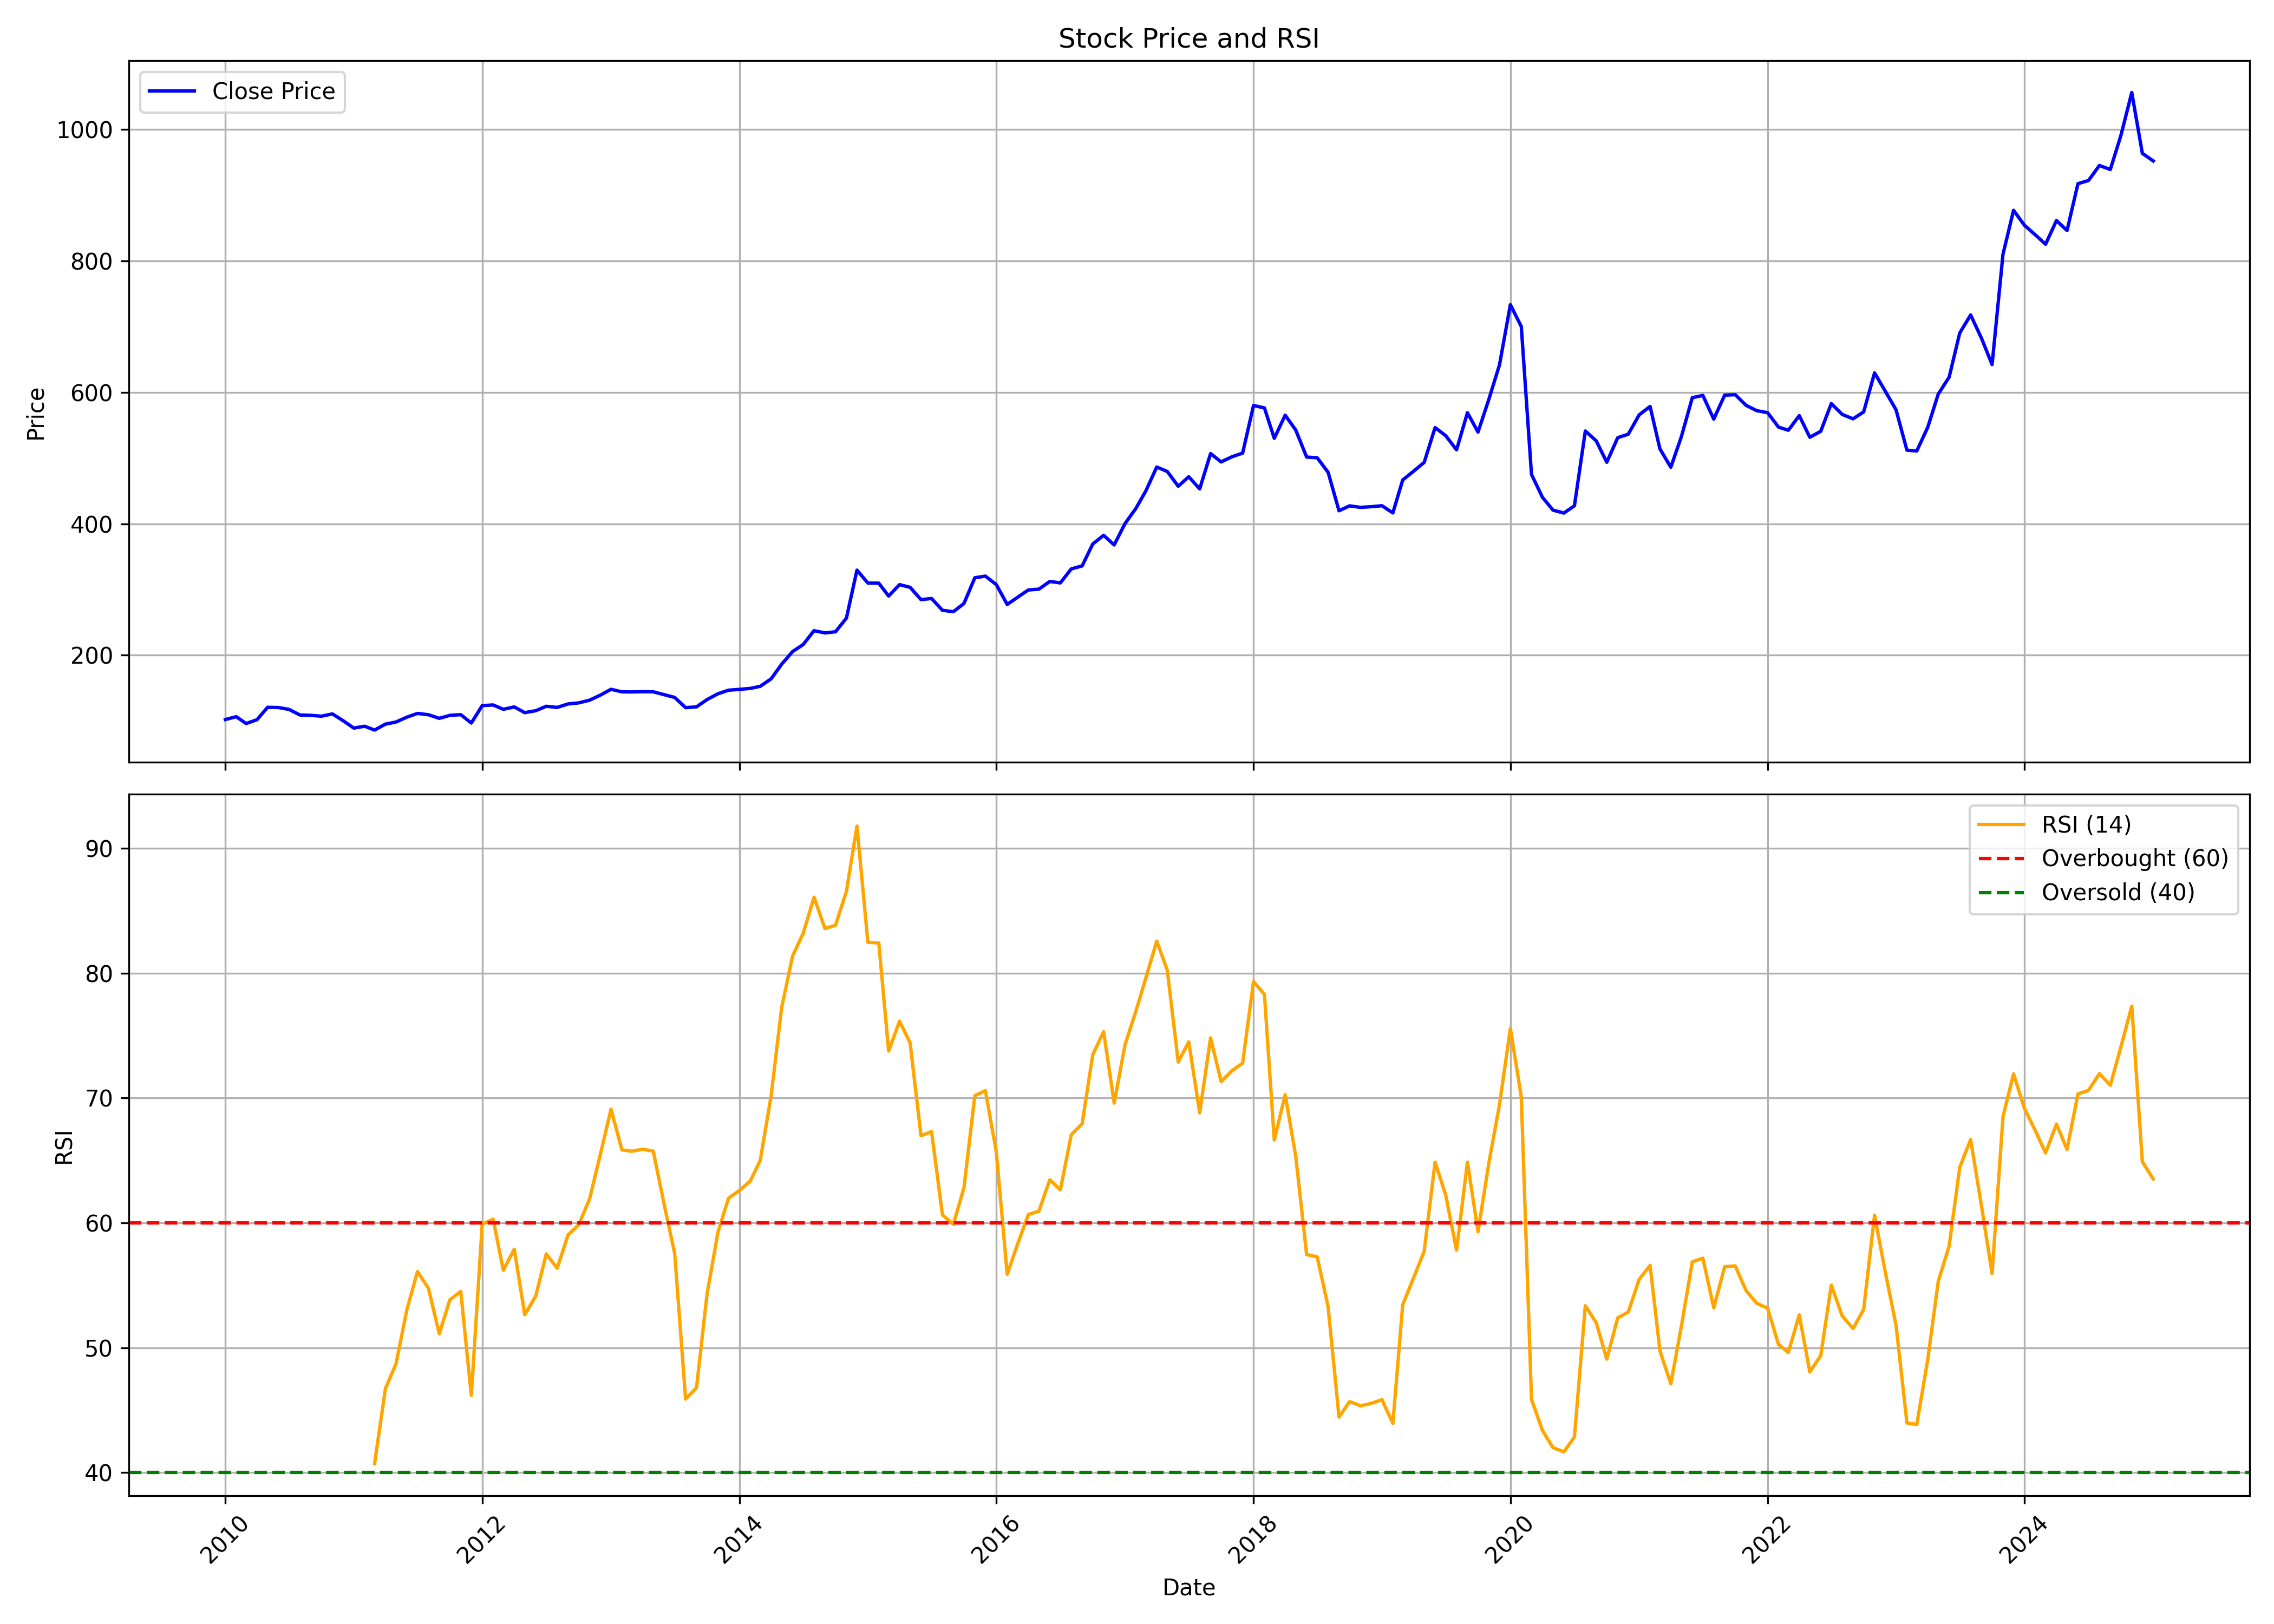 Stock Price and RSI
Close Price
1000
800
600
400
200
Price
RSI (14)
Overbought (60)
Oversold (40)
90
80
70
60
50
40
RSI
2010
2012
2014
2016
2018
2020
2022
2024
Date